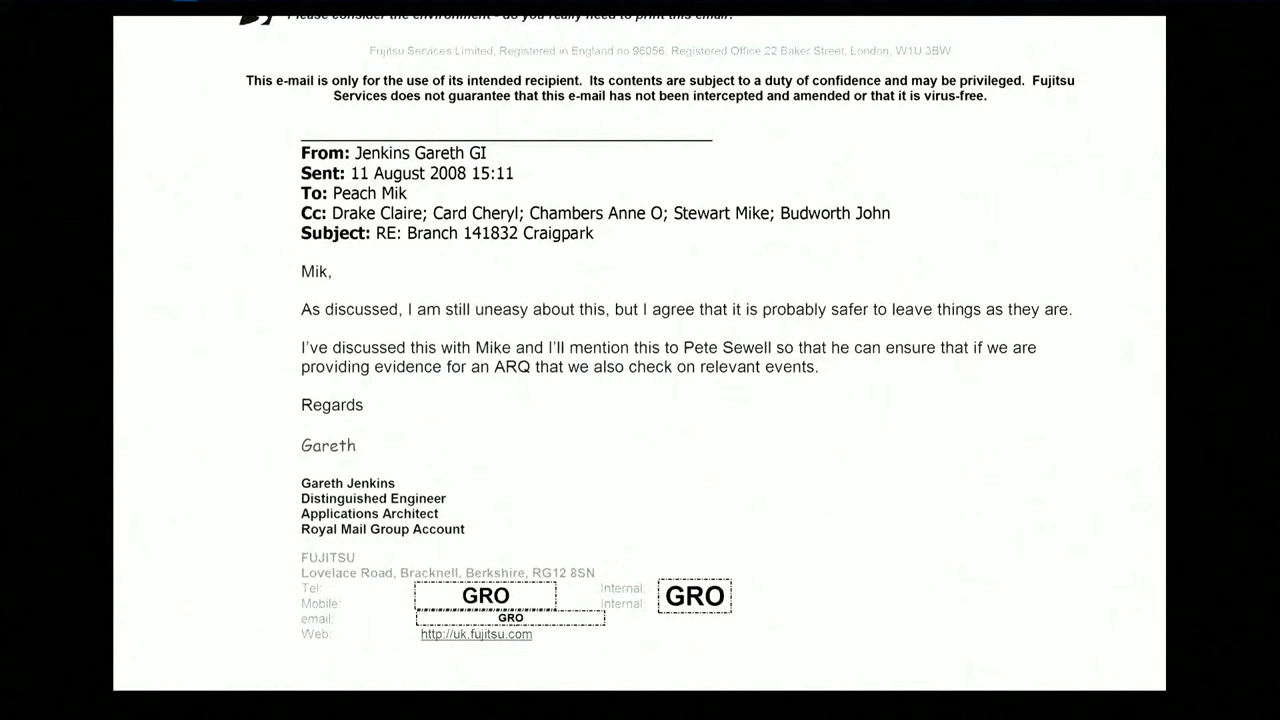 Please consider the environment - do you really need to print this email?
Fujitsu Services Limited, Registered in England no 96056, Registered Office 22 Baker Street, London, W1U 3BW
This e-mail is only for the use of its intended recipient.  Its contents are subject to a duty of confidence and may be privileged.  Fujitsu
Services does not guarantee that this e-mail has not been intercepted and amended or that it is virus-free.
From: Jenkins Gareth GI
Sent: 11 August 2008 15:11
To: Peach Mik
Cc: Drake Claire; Card Cheryl; Chambers Anne O; Stewart Mike; Budworth John
Subject: RE: Branch 141832 Craigpark
Mik,
As discussed, I am still uneasy about this, but I agree that it is probably safer to leave things as they are.
I've discussed this with Mike and I'll mention this to Pete Sewell so that he can ensure that if we are
providing evidence for an ARQ that we also check on relevant events.
Regards
Gareth
Gareth Jenkins
Distinguished Engineer
Applications Architect
Royal Mail Group Account
FUJITSU
Lovelace Road, Bracknell, Berkshire, RG12 8SN
Tel: GRO Internal: GRO
Mobile: Internal:
email: GRO
Web: http://uk.fujitsu.com